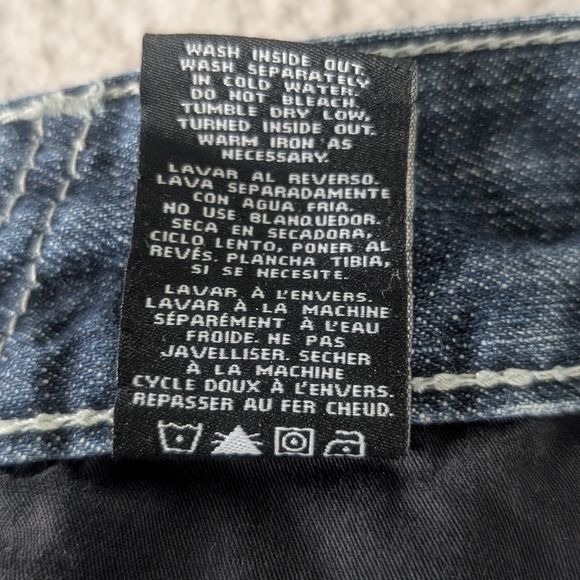 WASH INSIDE OUT.
WASH SEPARATELY
IN COLD WATER.
DO NOT BLEACH.
TUMBLE DRY LOW,
TURNED INSIDE OUT.
WARM IRON AS
NECESSARY.
LAVAR AL REVERSO.
LAVA SEPARADAMENTE
CON AGUA FRIA.
NO USE BLANQUEDOR.
SECA EN SECADORA,
CICLO LENTO, PONER AL
REVÉS. PLANCHA TIBIA,
SI SE NECESITE.
LAVAR À L'ENVERS.
LAVAR À LA MACHINE
SÉPARÉMENT À L'EAU
FROIDE. NE PAS
JAVELLISER. SECHER
À LA MACHINE
CYCLE DOUX À L'ENVERS.
REPASSER AU FER CHEUD.